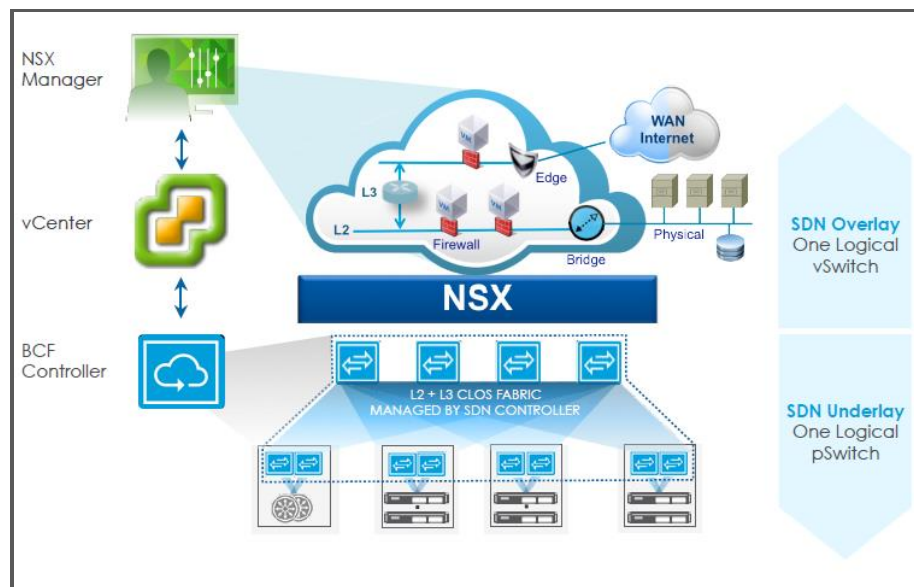 NSX
Manager
vCenter
BCF
Controller
WAN
Internet
VM
Edge
L3
VM
VM
L2
Firewall
Bridge
Physical
NSX
L2 + L3 CLOS FABRIC
MANAGED BY SDN CONTROLLER
SDN Overlay
One Logical
vSwitch
SDN Underlay
One Logical
pSwitch